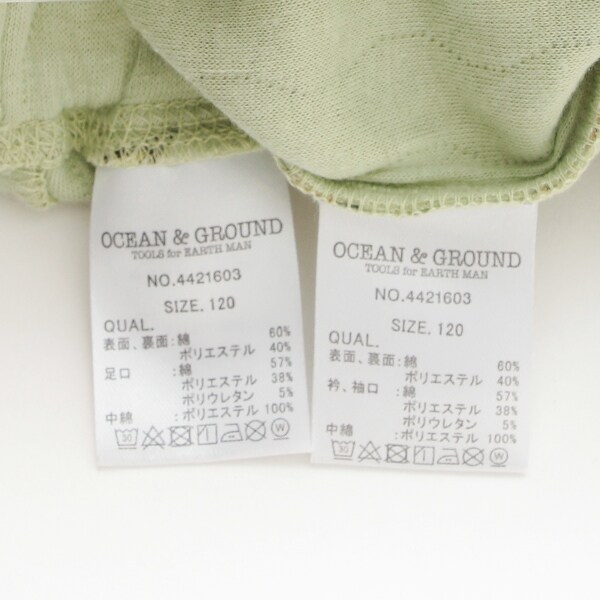 OCEAN & GROUND
TOOLS for EARTH MAN
NO.4421603
SIZE. 120
QUAL.
表面、裏面：綿 60%
ポリエステル 40%
足口 ：綿 57%
ポリエステル 38%
ポリウレタン 5%
中綿 ：ポリエステル 100%
30
W
OCEAN & GROUND
TOOLS for EARTH MAN
NO.4421603
SIZE. 120
QUAL.
表面、裏面：綿 60%
ポリエステル 40%
衿、袖口 ：綿 57%
ポリエステル 38%
ポリウレタン 5%
中綿 ：ポリエステル 100%
30
W